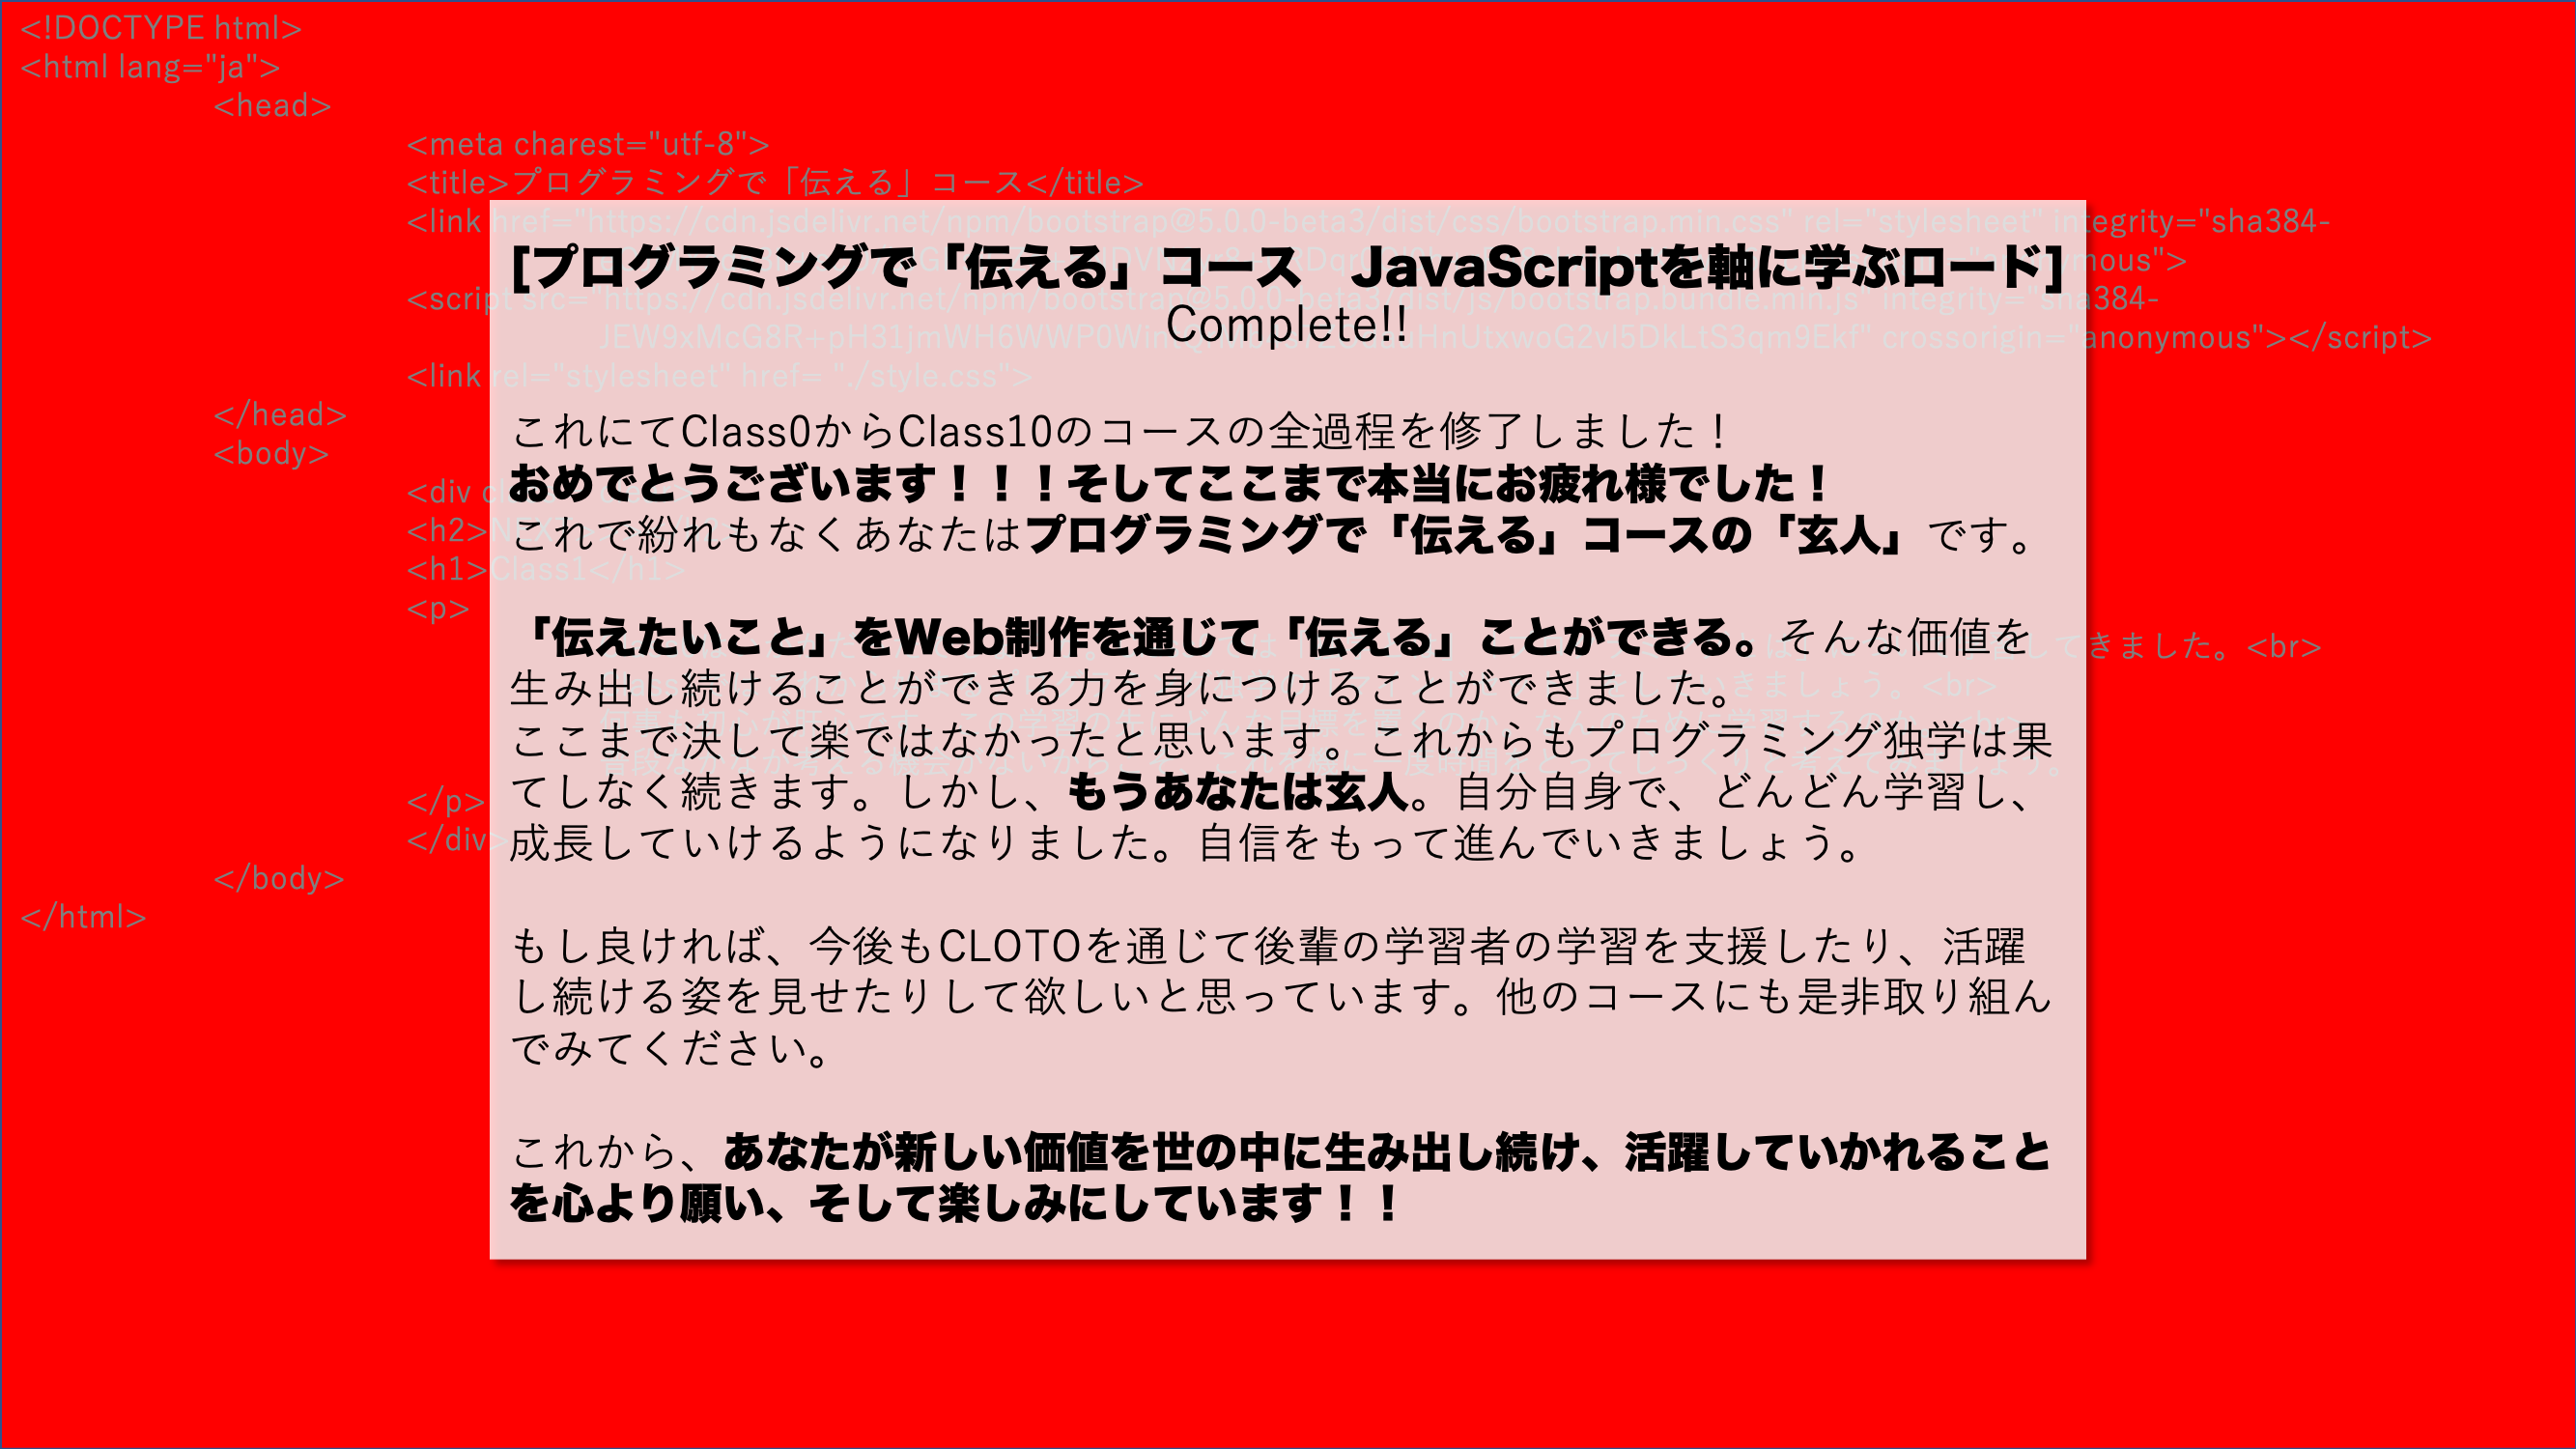 <!DOCTYPE html>
<html lang="ja">
<head>
<meta charest="utf-8">
<title>プログラミングで「伝える」コース</title>
<link href="https://cdn.jsdelivr.net/npm/bootstrap@5.0.0-beta3/dist/css/bootstrap.min.css" rel="stylesheet" integrity="sha384-
<script src="https://cdn.jsdelivr.net/npm/bootstrap@5.0.0-beta3/dist/js/bootstrap.bundle.min.js" integrity="sha384-
crossorigin="anonymous"></script>
<link rel="stylesheet" href= "./style.css">
</head>
<body>
<div
<h2>
<h1>Class1</h1>
<p>
きました。<br>
</p>
</div>
</body>
</html>
[プログラミングで「伝える」コース　JavaScriptを軸に学ぶロード]
Complete!!
これにてClass0からClass10のコースの全過程を修了しました！
おめでとうございます！！！そしてここまで本当にお疲れ様でした！
これで紛れもなくあなたはプログラミングで「伝える」コースの「玄人」です。
「伝えたいこと」をWeb制作を通じて「伝える」ことができる。そんな価値を
生み出し続けることができる力を身につけることができました。
ここまで決して楽ではなかったと思います。これからもプログラミング独学は果
てしなく続きます。しかし、もうあなたは玄人。自分自身で、どんどん学習し、
成長していけるようになりました。自信をもって進んでいきましょう。
もし良ければ、今後もCLOTOを通じて後輩の学習者の学習を支援したり、活躍
し続ける姿を見せたりして欲しいと思っています。他のコースにも是非取り組ん
でみてください。
これから、あなたが新しい価値を世の中に生み出し続け、活躍していかれること
を心より願い、そして楽しみにしています！！